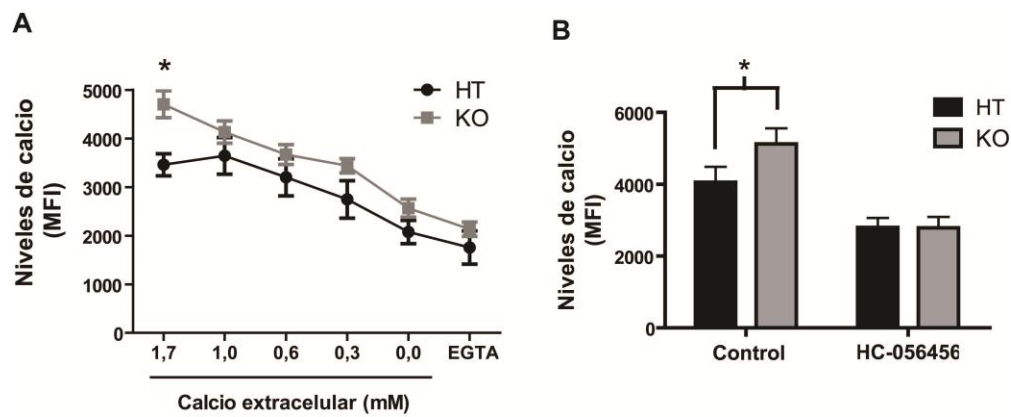 A
*
HT
KO
Niveles de calcio
(MFI)
5000
4000
3000
2000
1000
0
1,7 1,0 0,6 0,3 0,0 EGTA
Calcio extracelular (mM)
B
*
HT
KO
Niveles de calcio
(MFI)
6000
4000
2000
0
Control HC-056456